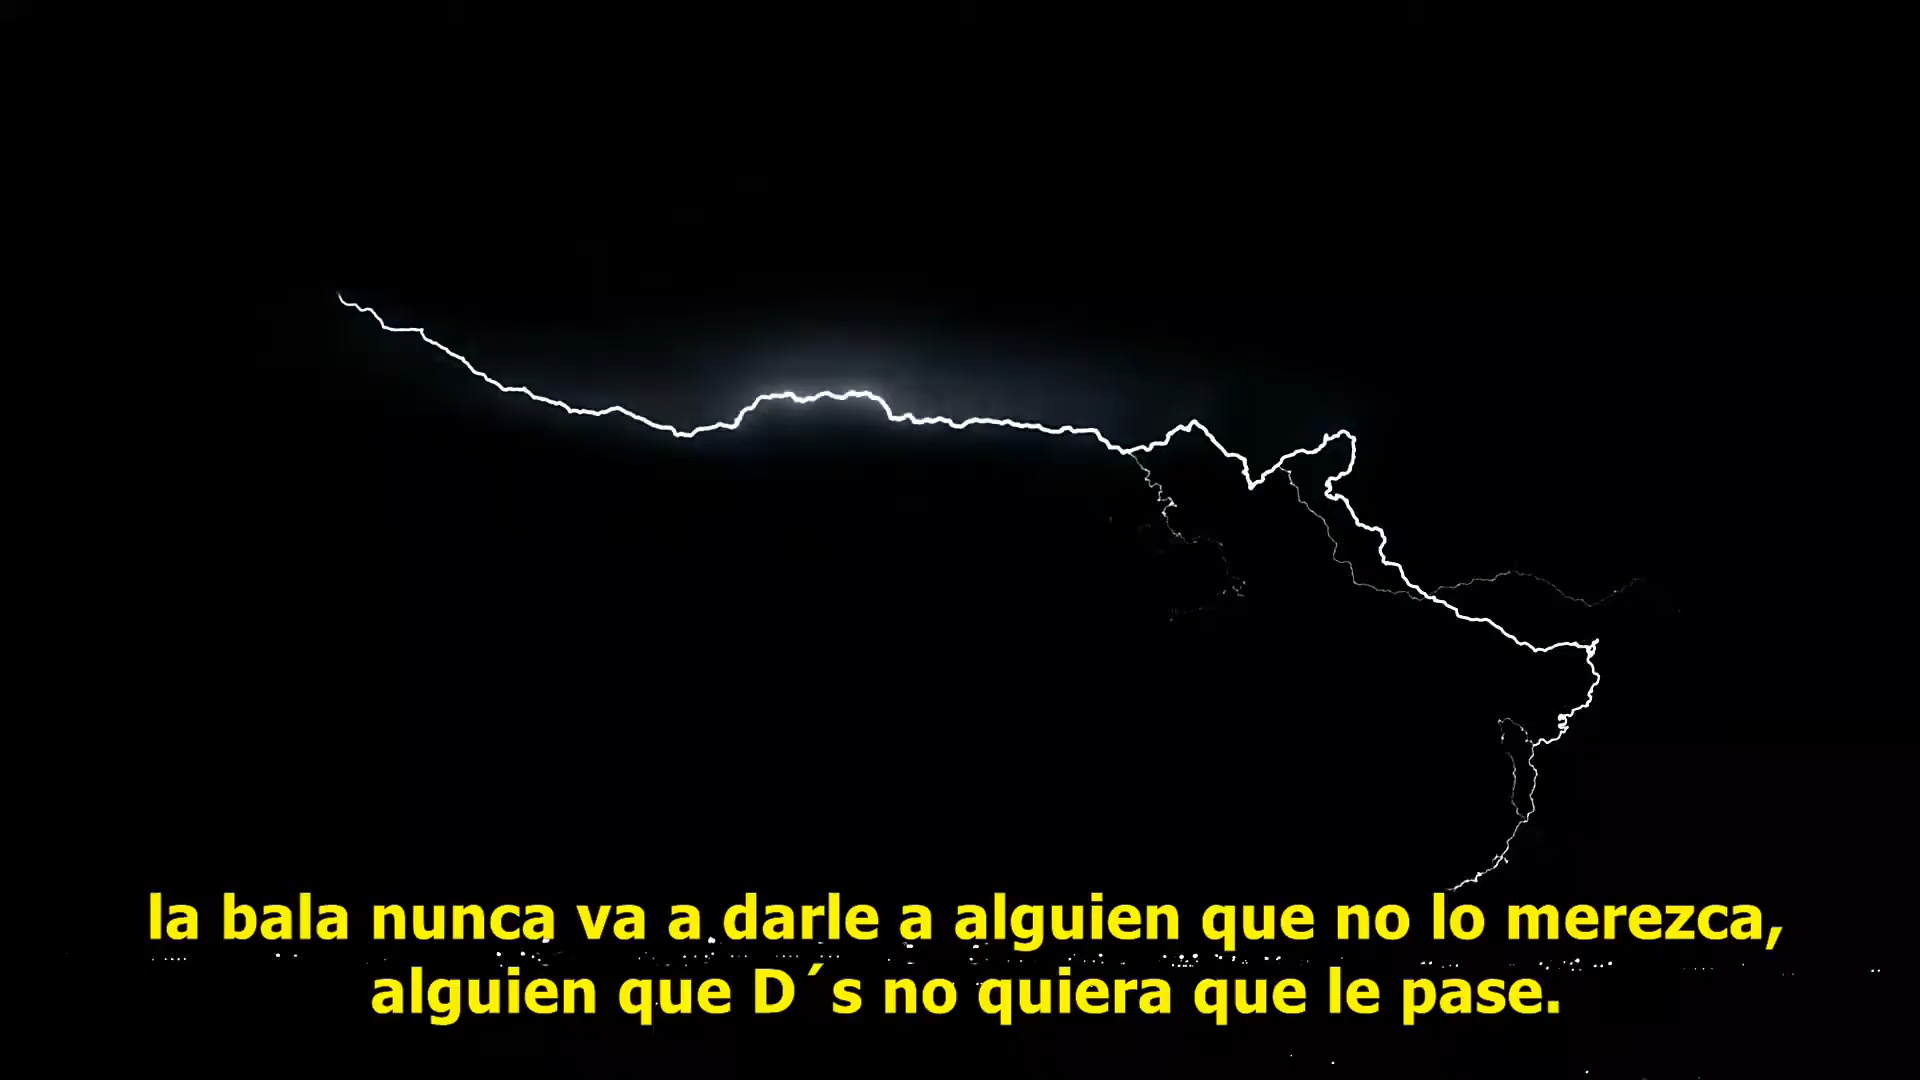 la bala nunca va a darle a alguien que no lo merezca,
alguien que D´s no quiera que le pase.